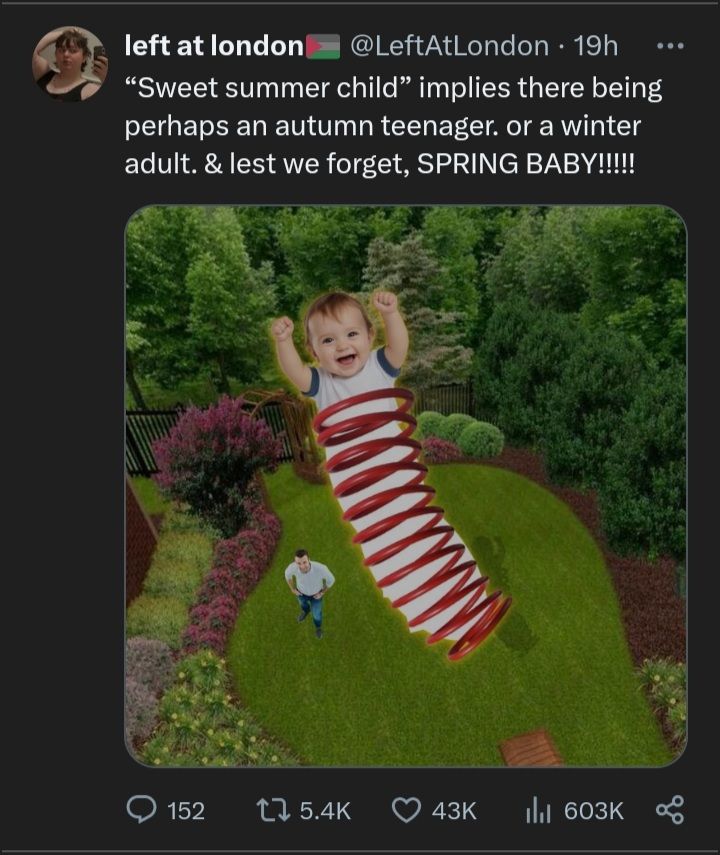 left at london🇵🇸 @LeftAtLondon · 19h
“Sweet summer child” implies there being
perhaps an autumn teenager. or a winter
adult. & lest we forget, SPRING BABY!!!!!
152 5.4K 43K 603K